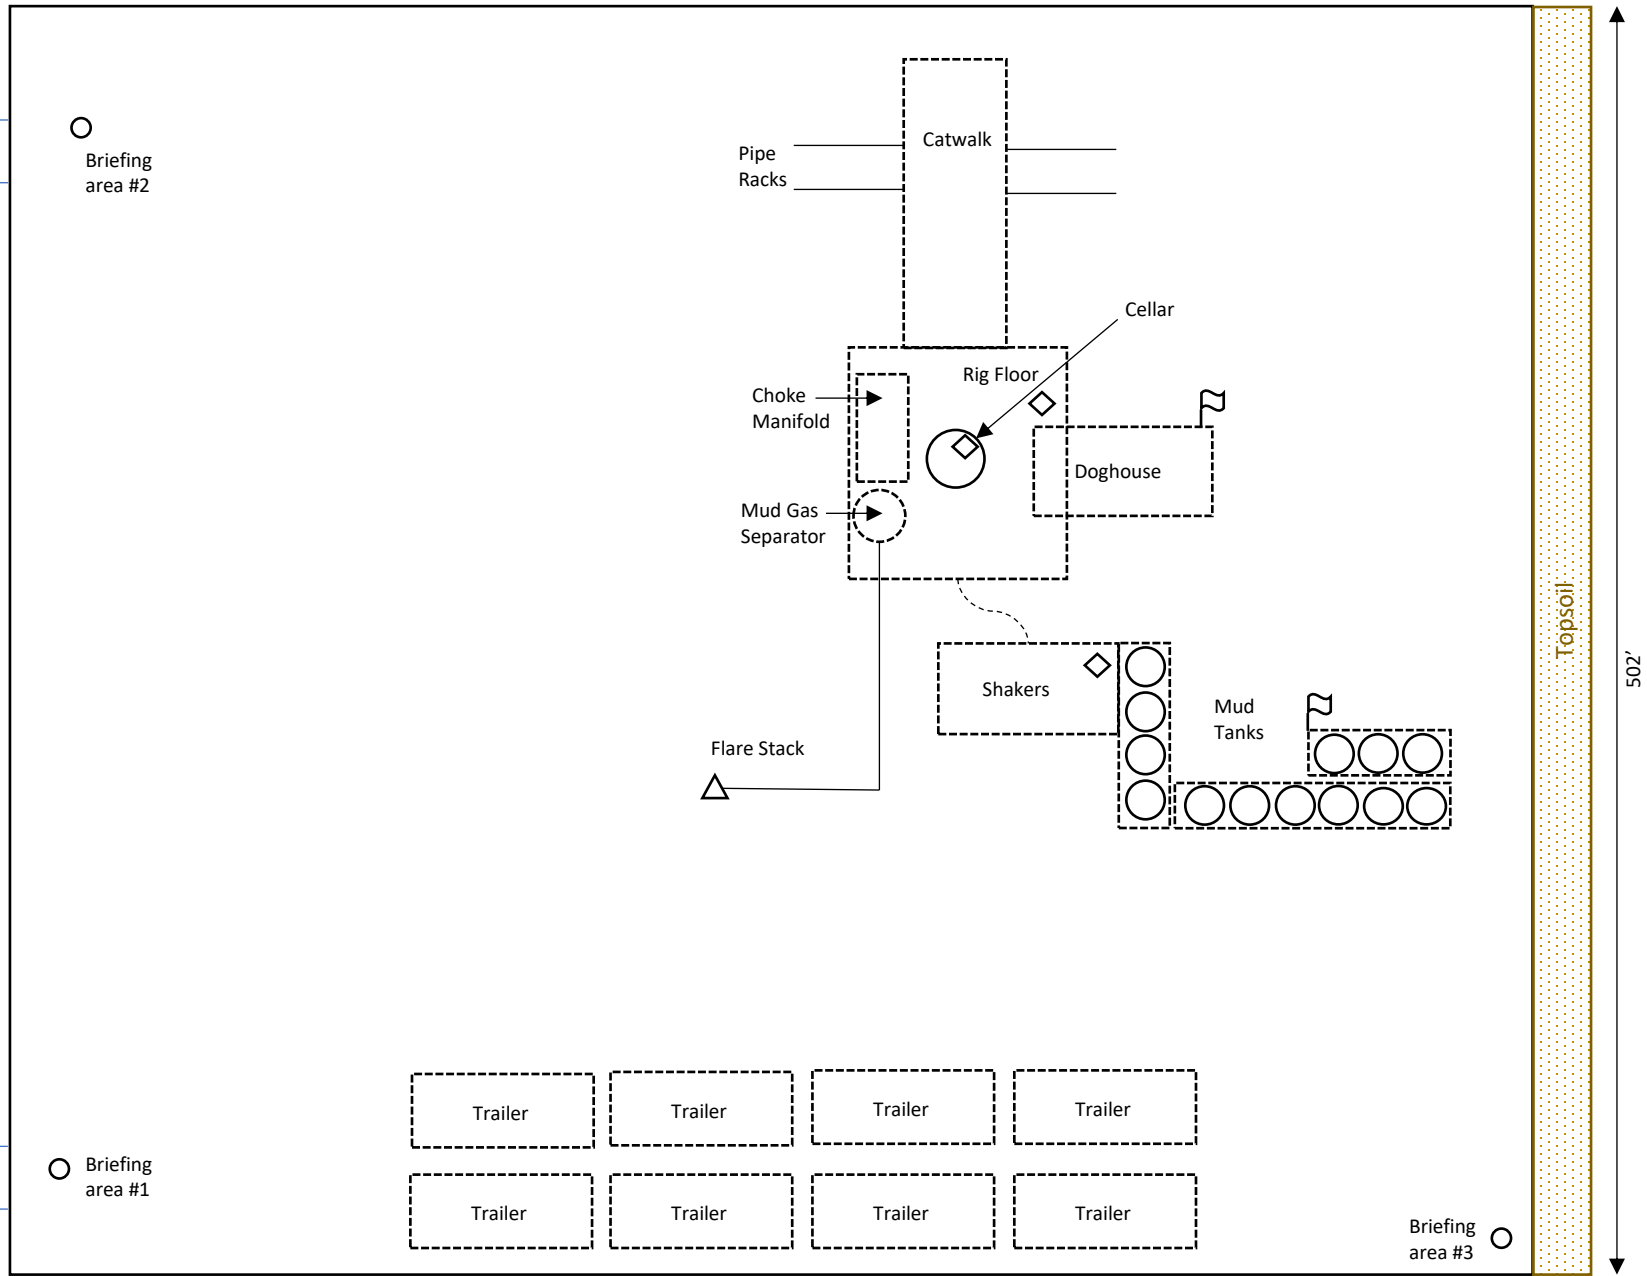 Briefing
area #2
Pipe
Racks
Catwalk
Cellar
Rig Floor
Choke
Manifold
Doghouse
Mud Gas
Separator
Topsoil
502’
Shakers
Mud
Tanks
Flare Stack
Trailer
Trailer
Trailer
Trailer
Briefing
area #1
Trailer
Trailer
Trailer
Trailer
Briefing
area #3